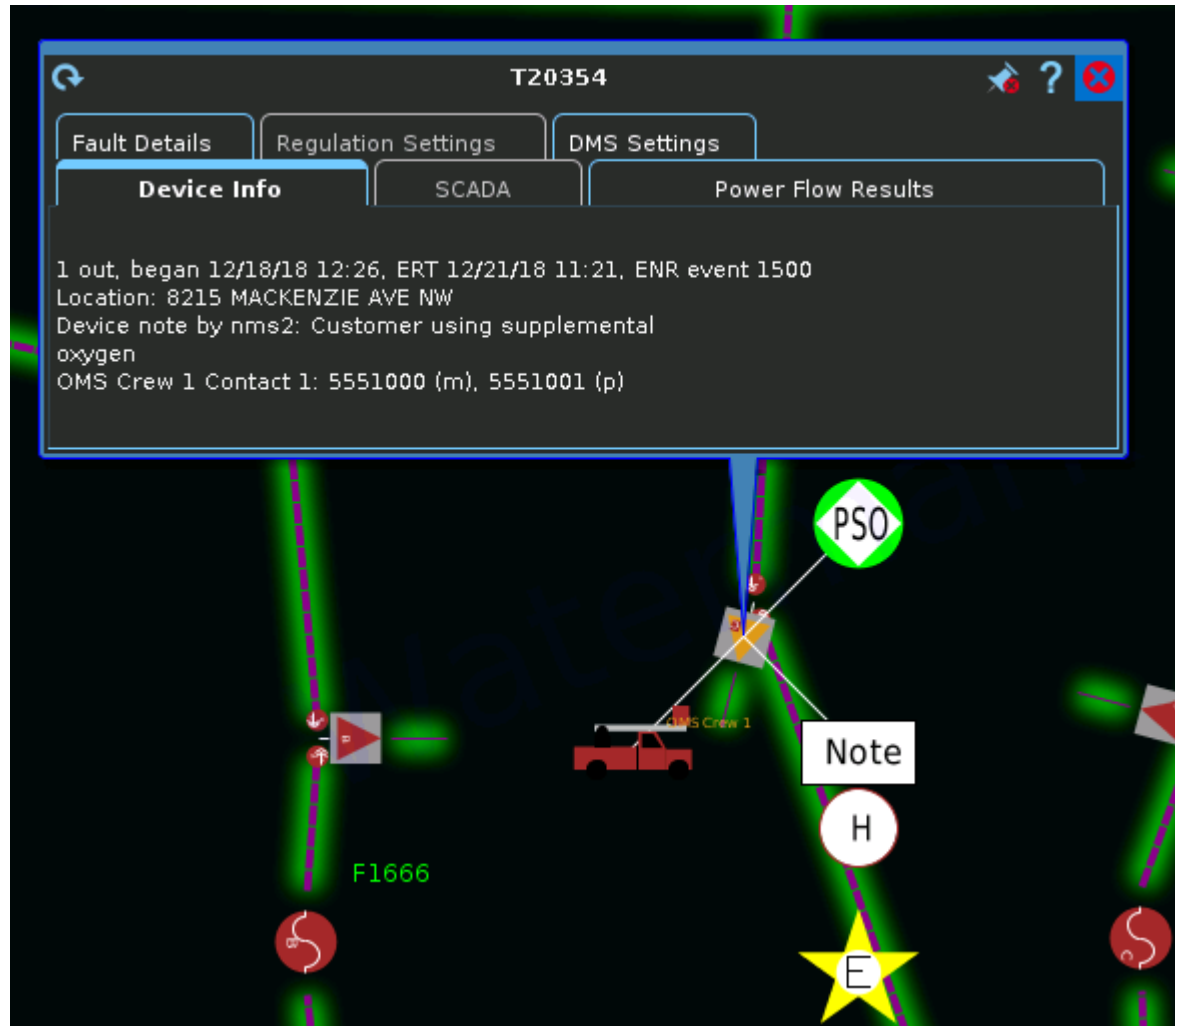 T20354
?
Fault Details
Regulation Settings
DMS Settings
Device Info
SCADA
Power Flow Results
1 out, began 12/18/18 12:26, ERT 12/21/18 11:21, ENR event 1500
Location: 8215 MACKENZIE AVE NW
Device note by nms2: Customer using supplemental
oxygen
OMS Crew 1 Contact 1: 5551000 (m), 5551001 (p)
PSO
OMS Crew 1
Note
H
F1666
E